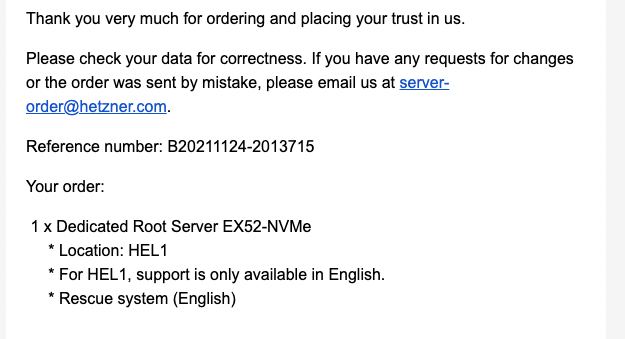 Thank you very much for ordering and placing your trust in us.
Please check your data for correctness. If you have any requests for changes
or the order was sent by mistake, please email us at server-
order@hetzner.com.
Reference number: B20211124-2013715
Your order:
1 x Dedicated Root Server EX52-NVMe
* Location: HEL1
* For HEL1, support is only available in English.
* Rescue system (English)